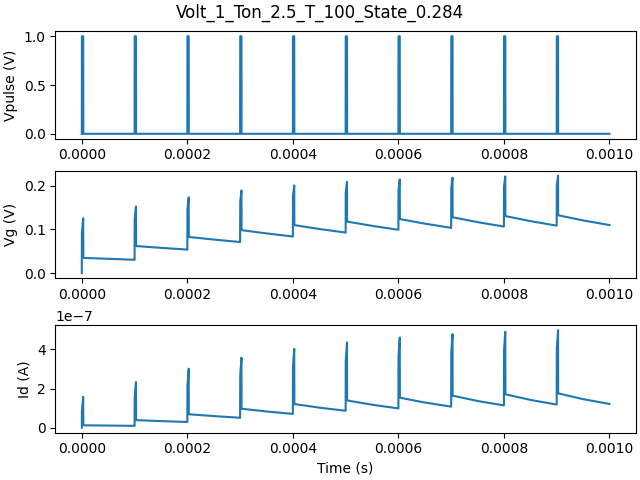 Volt_1_Ton_2.5_T_100_State_0.284
Vpulse (V)
1.0
0.5
0.0
0.0000 0.0002 0.0004 0.0006 0.0008 0.0010
Vg (V)
0.2
0.1
0.0
0.0000 0.0002 0.0004 0.0006 0.0008 0.0010
1e−7
Id (A)
4
2
0
0.0000 0.0002 0.0004 0.0006 0.0008 0.0010
Time (s)